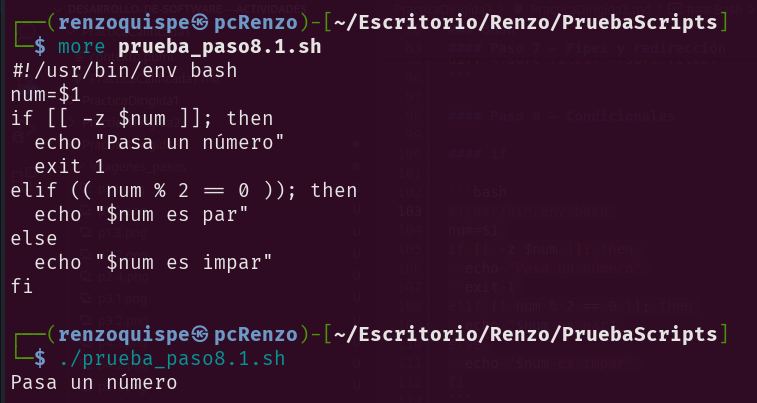 ┌──(renzoquispe㉿pcRenzo)-[~/Escritorio/Renzo/PruebaScripts]
└─$ more prueba_paso8.1.sh
#!/usr/bin/env bash
num=$1
if [[ -z $num ]]; then
  echo "Pasa un número"
  exit 1
elif (( num % 2 == 0 )); then
  echo "$num es par"
else
  echo "$num es impar"
fi
┌──(renzoquispe㉿pcRenzo)-[~/Escritorio/Renzo/PruebaScripts]
└─$ ./prueba_paso8.1.sh
Pasa un número